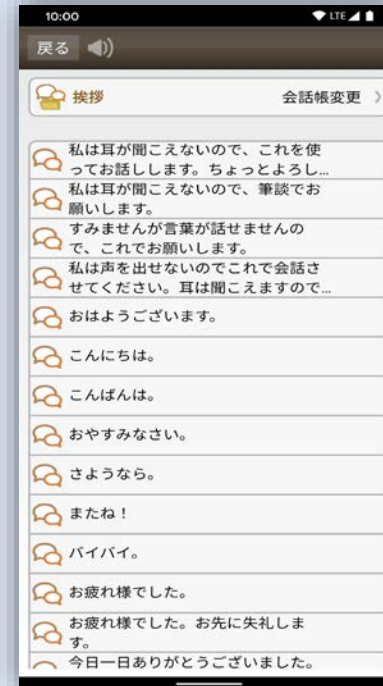 10:00
LTE
戻る
挨拶
会話帳変更
私は耳が聞こえないので、これを使
ってお話しします。ちょっとよろし...
私は耳が聞こえないので、筆談でお
願いします。
すみませんが言葉が話せませんの
で、これでお願いします。
私は声を出せないのでこれで会話さ
せてください。耳は聞こえますので...
おはようございます。
こんにちは。
こんばんは。
おやすみなさい。
さようなら。
またね！
バイバイ。
お疲れ様でした。
お疲れ様でした。お先に失礼しま
す。
今日一日ありがとうございました。